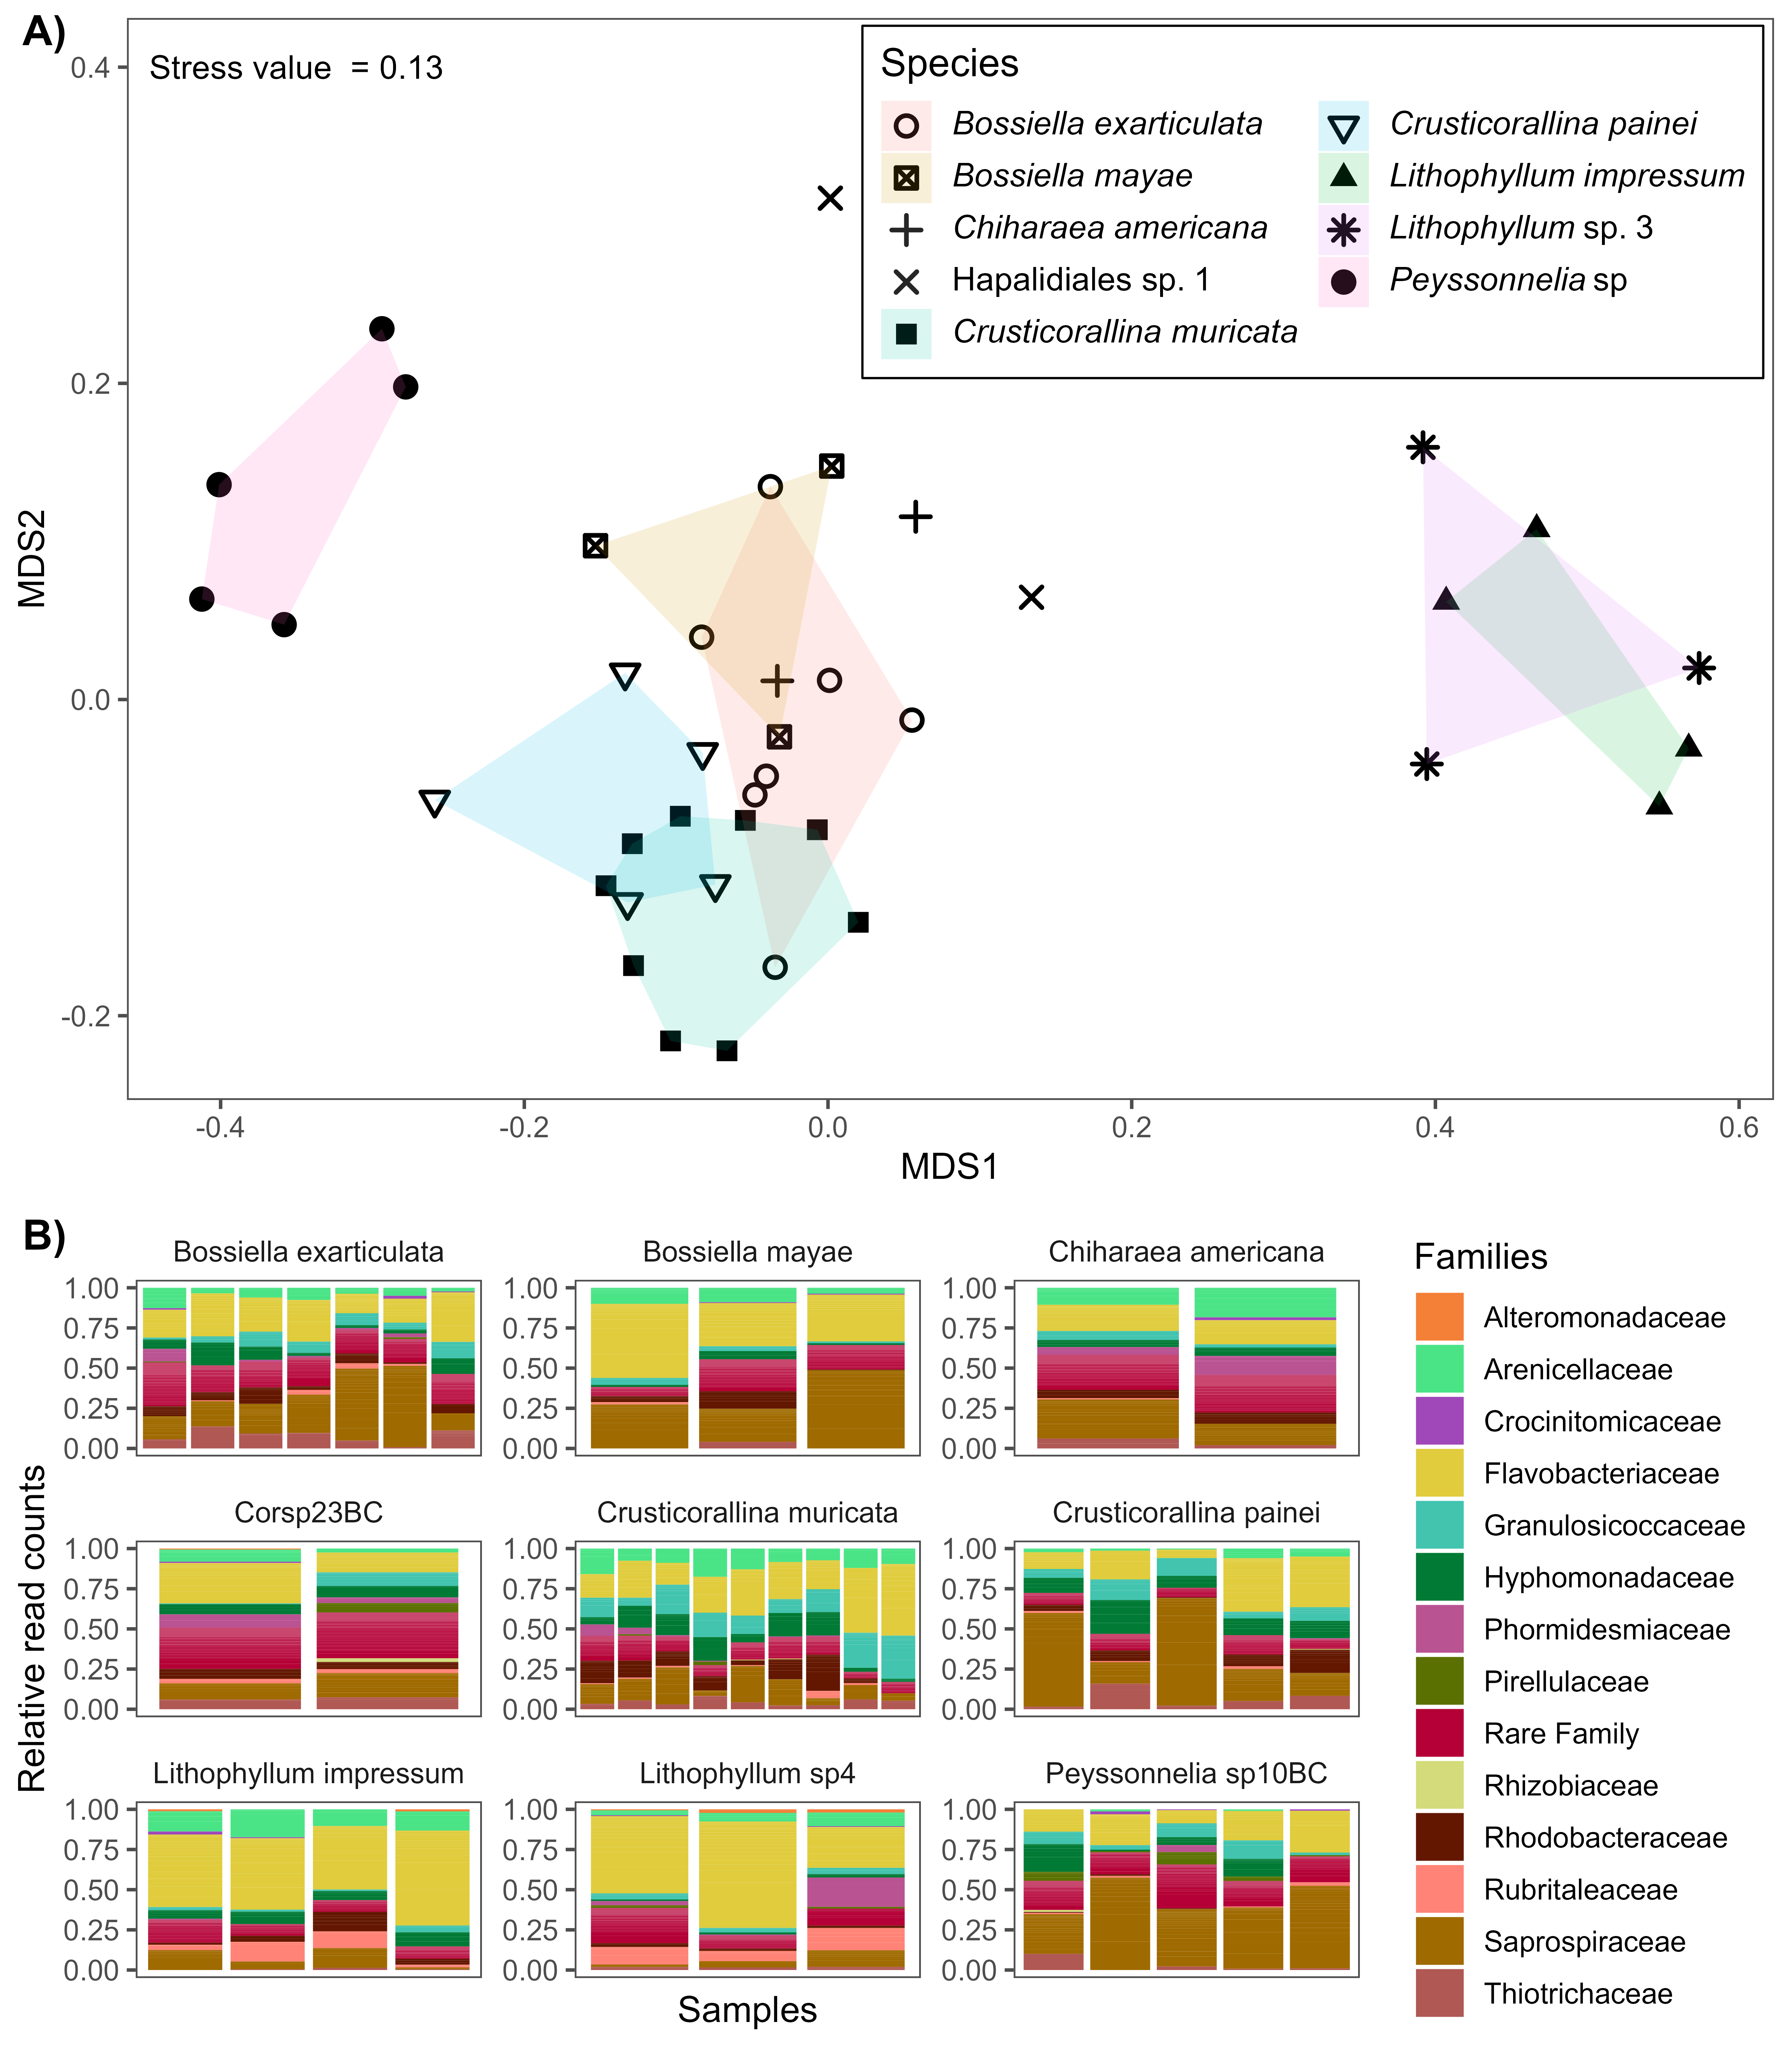 A)
Stress value = 0.13
Species
Bossiella exarticulata
Bossiella mayae
Chiharaea americana
Hapalidiales sp. 1
Crusticorallina muricata
Crusticorallina painei
Lithophyllum impressum
Lithophyllum sp. 3
Peyssonnelia sp
MDS2
0.4
0.2
0.0
-0.2
-0.4
-0.2
0.0
0.2
0.4
0.6
MDS1
B)
Relative read counts
Bossiella exarticulata
1.00
0.75
0.50
0.25
0.00
Bossiella mayae
1.00
0.75
0.50
0.25
0.00
Chiharaea americana
1.00
0.75
0.50
0.25
0.00
Corsp23BC
1.00
0.75
0.50
0.25
0.00
Crusticorallina muricata
1.00
0.75
0.50
0.25
0.00
Crusticorallina painei
1.00
0.75
0.50
0.25
0.00
Lithophyllum impressum
1.00
0.75
0.50
0.25
0.00
Lithophyllum sp4
1.00
0.75
0.50
0.25
0.00
Peyssonnelia sp10BC
1.00
0.75
0.50
0.25
0.00
Samples
Families
Alteromonadaceae
Arenicellaceae
Crocinitomicaceae
Flavobacteriaceae
Granulosicoccaceae
Hyphomonadaceae
Phormidesmiaceae
Pirellulaceae
Rare Family
Rhizobiaceae
Rhodobacteraceae
Rubritaleaceae
Saprospiraceae
Thiotrichaceae